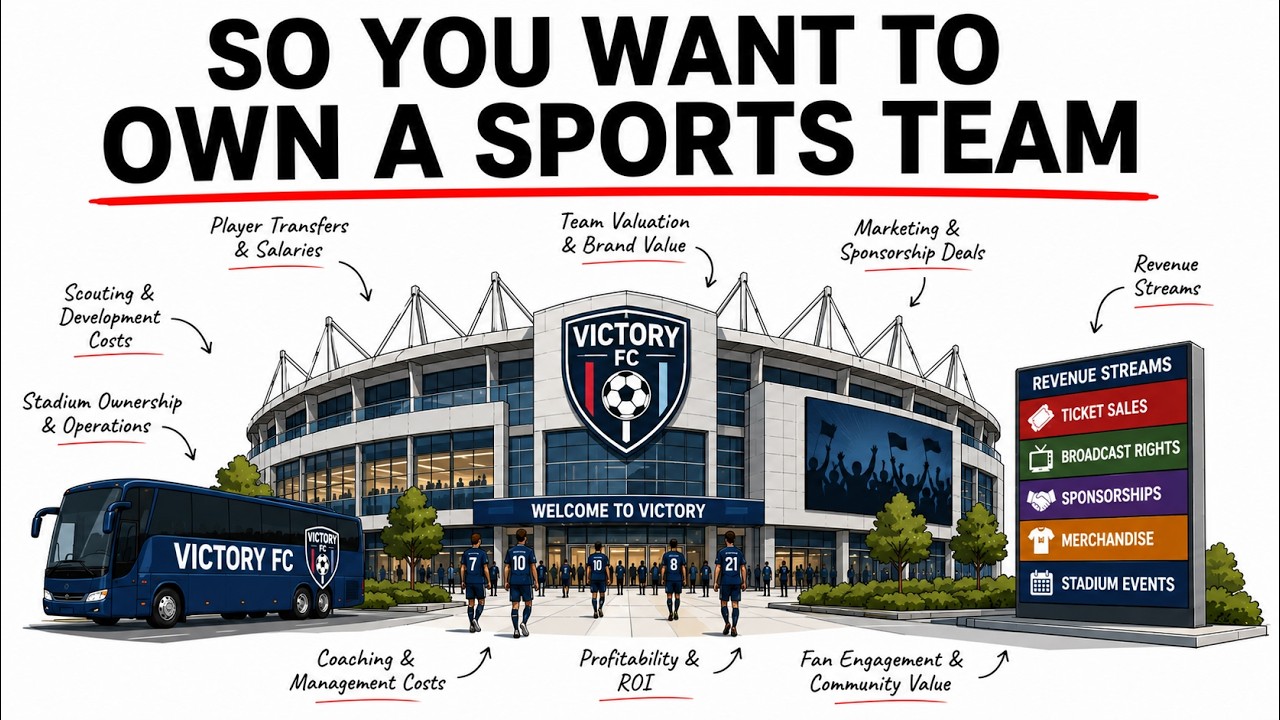 SO YOU WANT TO
OWN A SPORTS TEAM
Player Transfers
& Salaries
Team Valuation
& Brand Value
Marketing &
Sponsorship Deals
Revenue
Streams
Scouting &
Development
Costs
Stadium Ownership
& Operations
VICTORY
FC
REVENUE STREAMS
TICKET SALES
BROADCAST RIGHTS
SPONSORSHIPS
MERCHANDISE
STADIUM EVENTS
WELCOME TO VICTORY
VICTORY FC
VICTORY
FC
7
10
10
8
21
Coaching &
Management Costs
Profitability &
ROI
Fan Engagement &
Community Value